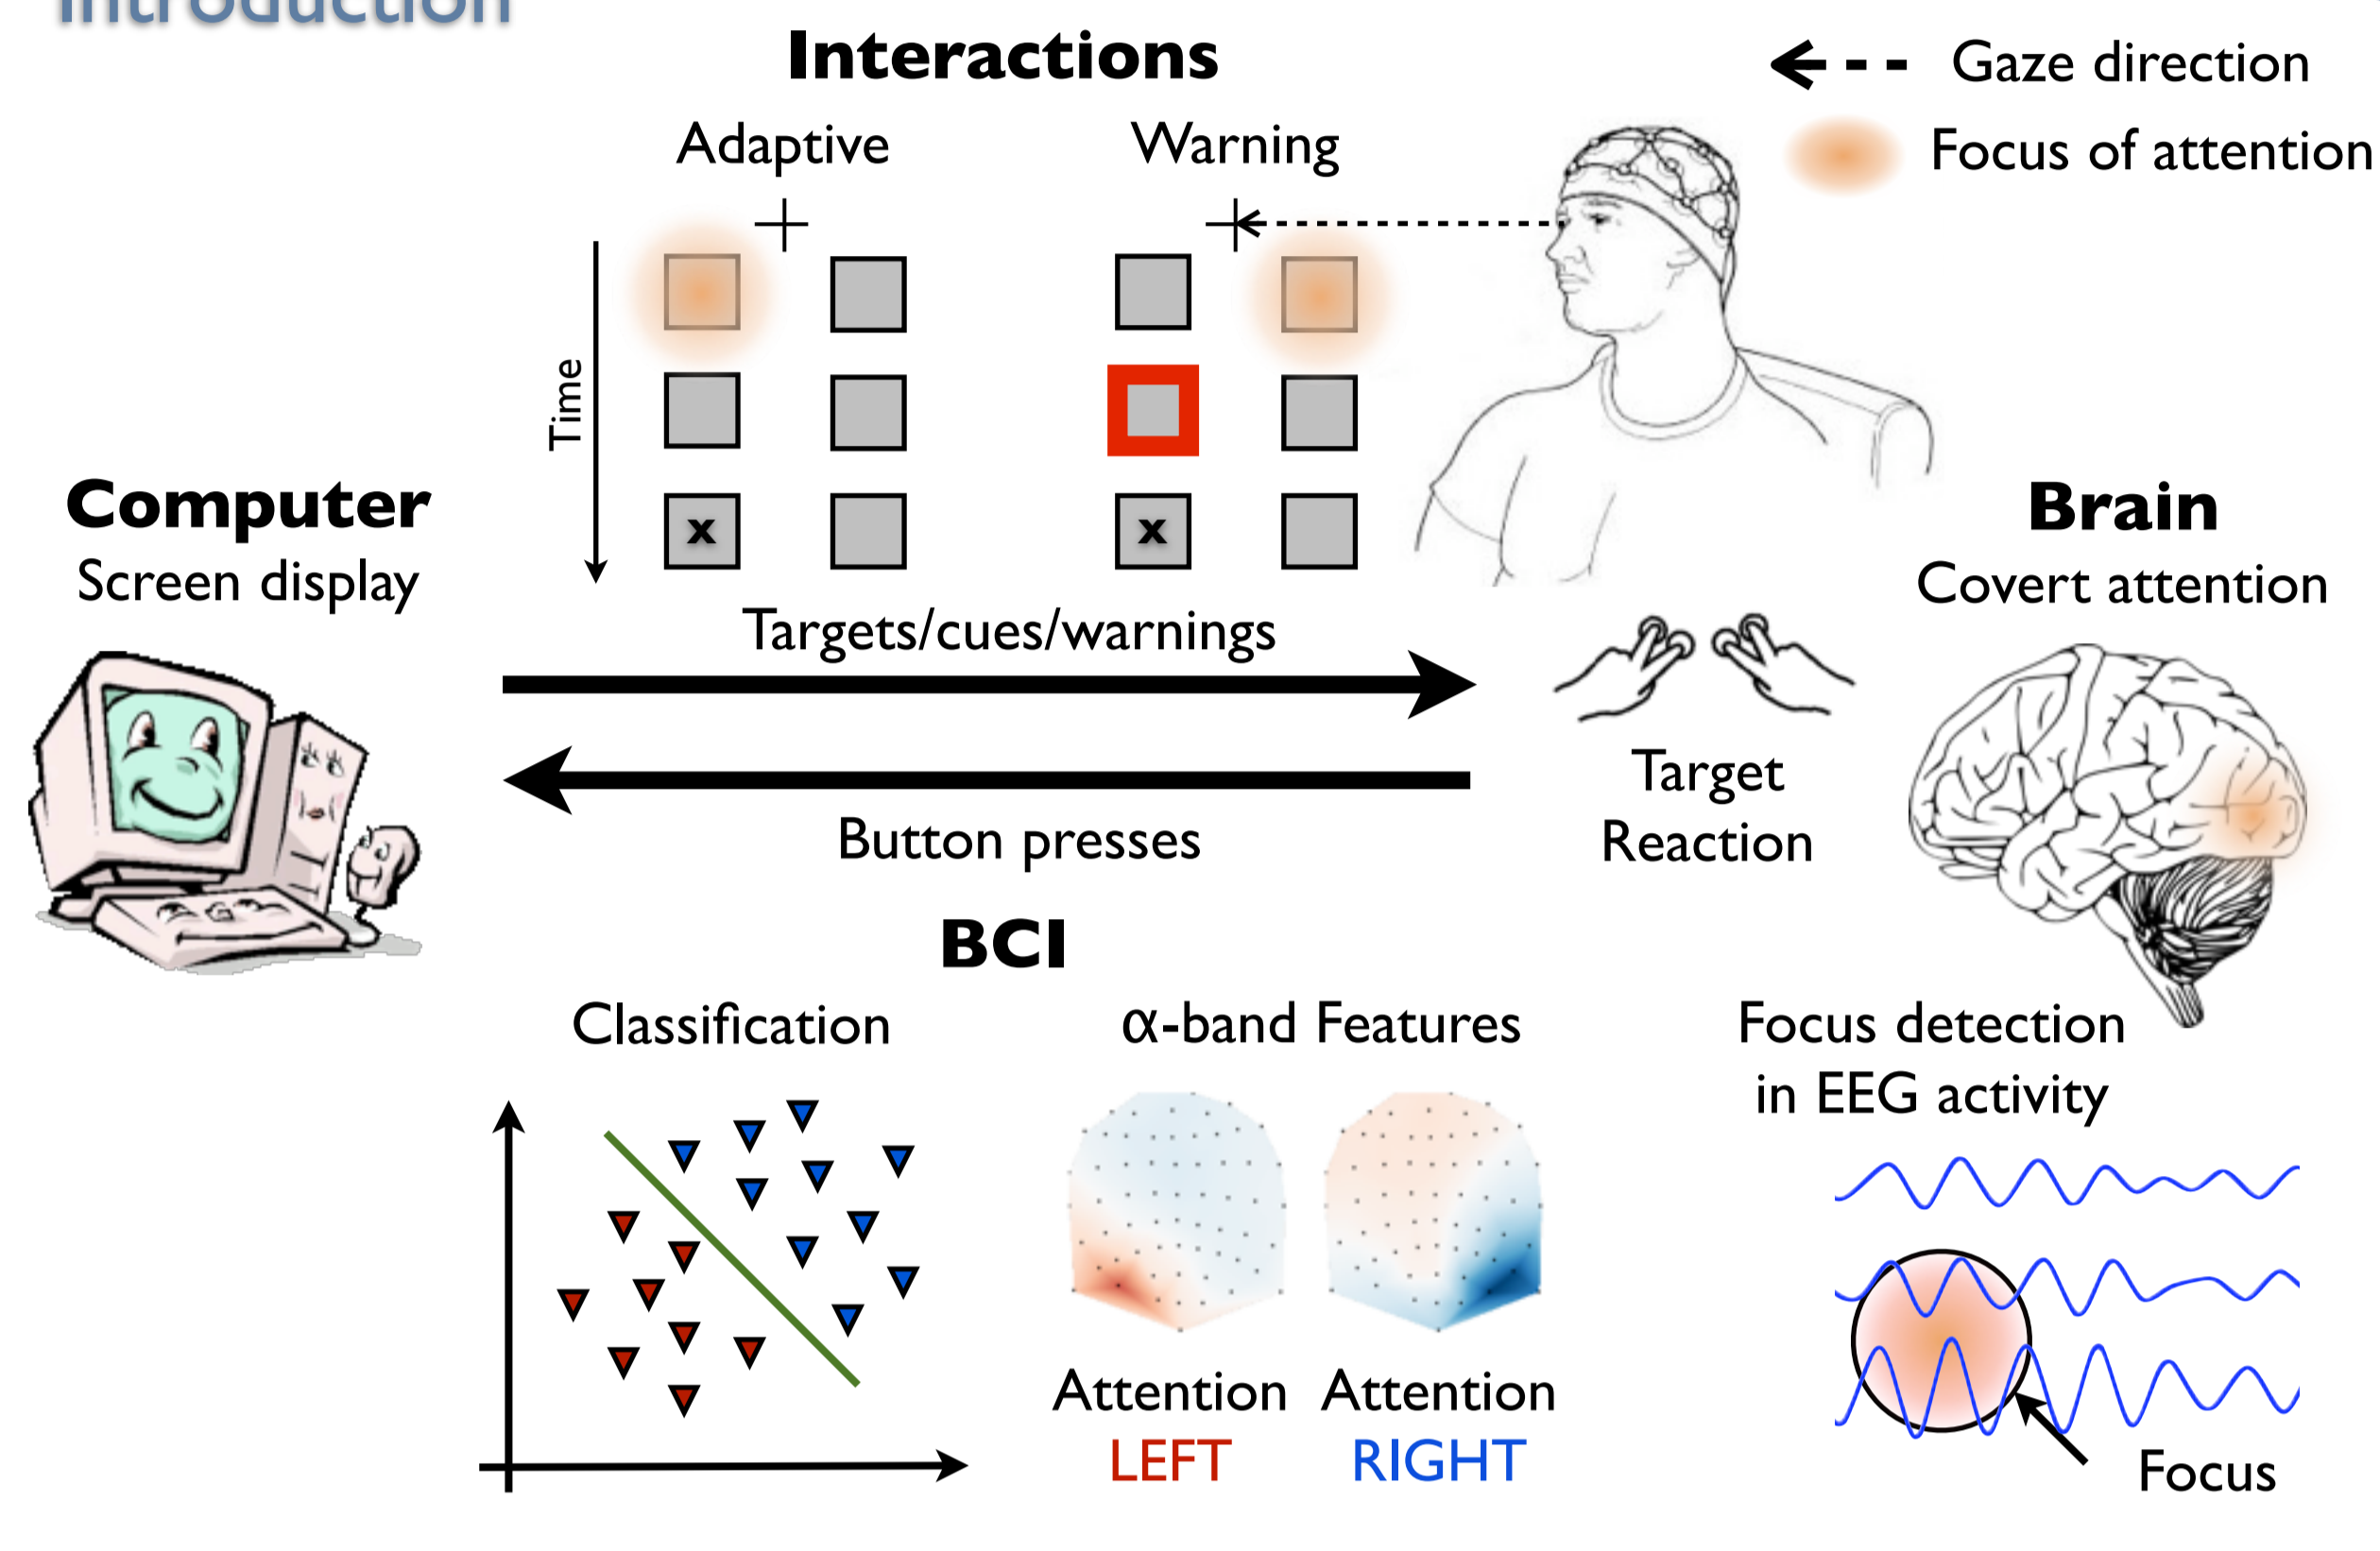 Introduction
Interactions
Gaze direction
Focus of attention
Adaptive
Warning
Time
x
x
Computer
Screen display
Brain
Covert attention
Targets/cues/warnings
Button presses
Target
Reaction
BCI
Classification
α-band Features
Focus detection
in EEG activity
Attention
LEFT
Attention
RIGHT
Focus